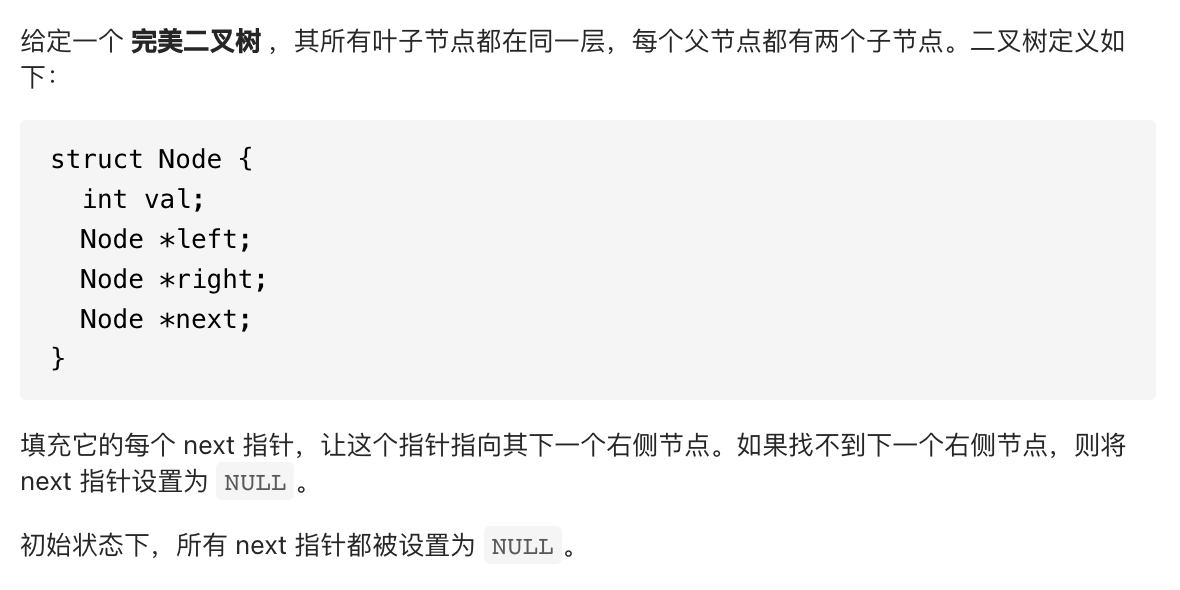 给定一个 完美二叉树 ，其所有叶子节点都在同一层，每个父节点都有两个子节点。二叉树定义如
下：
struct Node {
  int val;
  Node *left;
  Node *right;
  Node *next;
}
填充它的每个 next 指针，让这个指针指向其下一个右侧节点。如果找不到下一个右侧节点，则将
next 指针设置为 NULL 。
初始状态下，所有 next 指针都被设置为 NULL 。